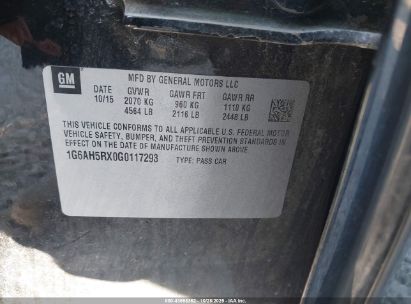 GM
MFD BY GENERAL MOTORS LLC
DATE GVWR GAWR FRT GAWR RR
10/15 2070 KG 960 KG 1110 KG
4564 LB 2116 LB 2448 LB
THIS VEHICLE CONFORMS TO ALL APPLICABLE U.S. FEDERAL MOTOR
VEHICLE SAFETY, BUMPER, AND THEFT PREVENTION
STANDARDS IN EFFECT ON THE DATE OF MANUFACTURE
SHOWN ABOVE.
1G6AH5RX0G0117293 TYPE: PASS CAR